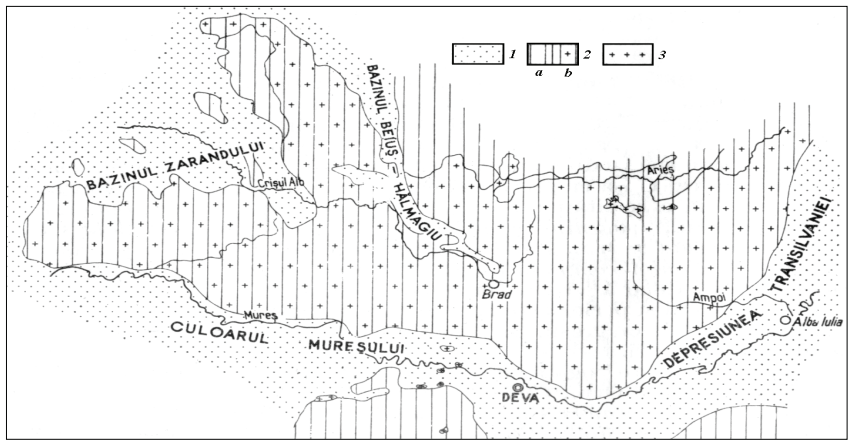 1
2
3
a
b
BAZINUL BEIUȘ - HALMAGIU
BAZINUL ZARANDULUI
Crișul Alb
Arieș
TRANSILVANIEI
Brad
Ampoi
Mureș
CULOARUL
MUREȘULUI
DEPRESIUNEA
Alba Iulia
DEVA